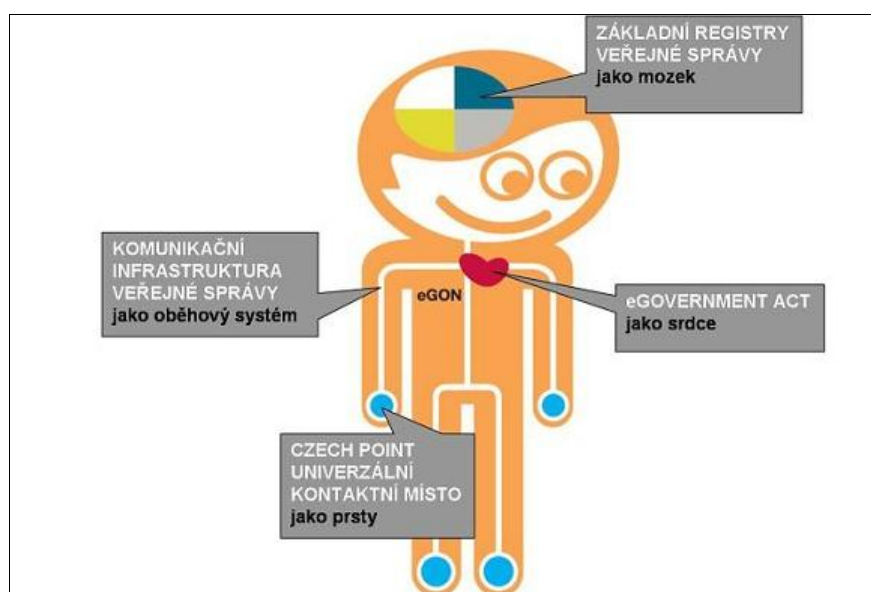 ZÁKLADNÍ REGISTRY
VEŘEJNÉ SPRÁVY
jako mozek
KOMUNIKAČNÍ
INFRASTRUKTURA
VEŘEJNÉ SPRÁVY
jako oběhový systém
eGON
eGOVERNMENT ACT
jako srdce
CZECH POINT
UNIVERZÁLNÍ
KONTAKTNÍ MÍSTO
jako prsty